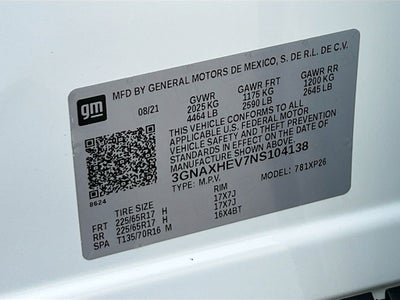 gm
MFD BY GENERAL MOTORS DE MEXICO, S. DE R.L. DE C.V.
08/21 GVWR GAWR FRT GAWR RR
2025 KG 1175 KG 1200 KG
4464 LB 2590 LB 2645 LB
THIS VEHICLE CONFORMS TO ALL
APPLICABLE U.S. FEDERAL MOTOR
VEHICLE SAFETY STANDARDS
IN EFFECT ON THE DATE OF
MANUFACTURE SHOWN ABOVE
3GNAXHEV7NS104138
TYPE: M.P.V. MODEL: 781XP26
8624
TIRE SIZE RIM
FRT 225/65R17 H 17X7J
RR 225/65R17 H 17X7J
SPA T135/70R16 M 16X4BT